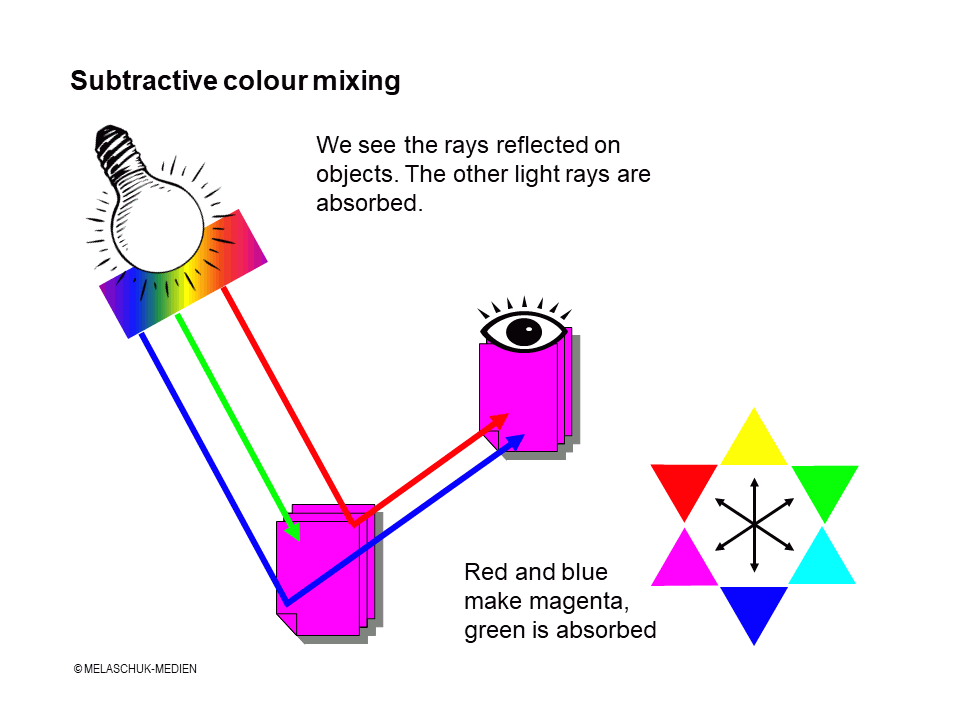 Subtractive colour mixing
We see the rays reflected on
objects. The other light rays are
absorbed.
Red and blue
make magenta,
green is absorbed
© MELASCHUK-MEDIEN